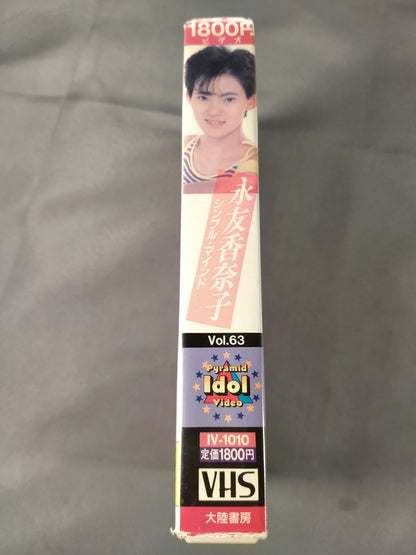 1800円
ビデオ
永友香奈子
シンプル・マインド
Vol.63
Pyramid
Idol
Video
IV-1010
定価1800円
VHS
大陸書房